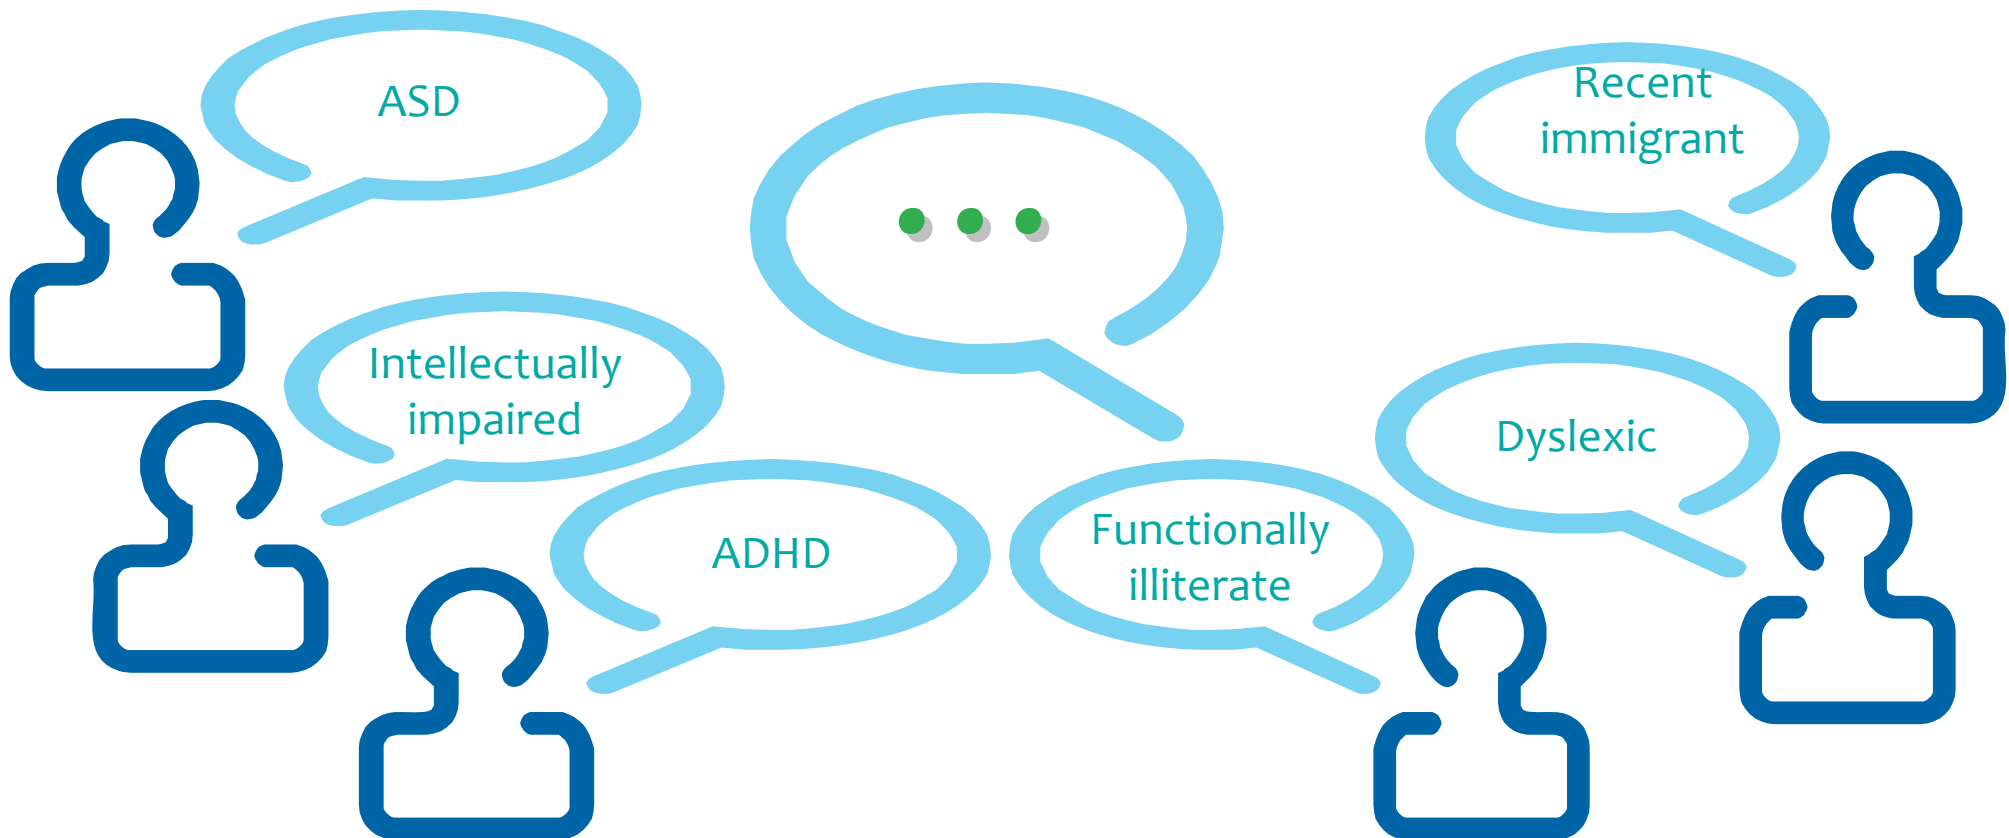 ASD
Recent
immigrant
Intellectually
impaired
Dyslexic
ADHD
Functionally
illiterate